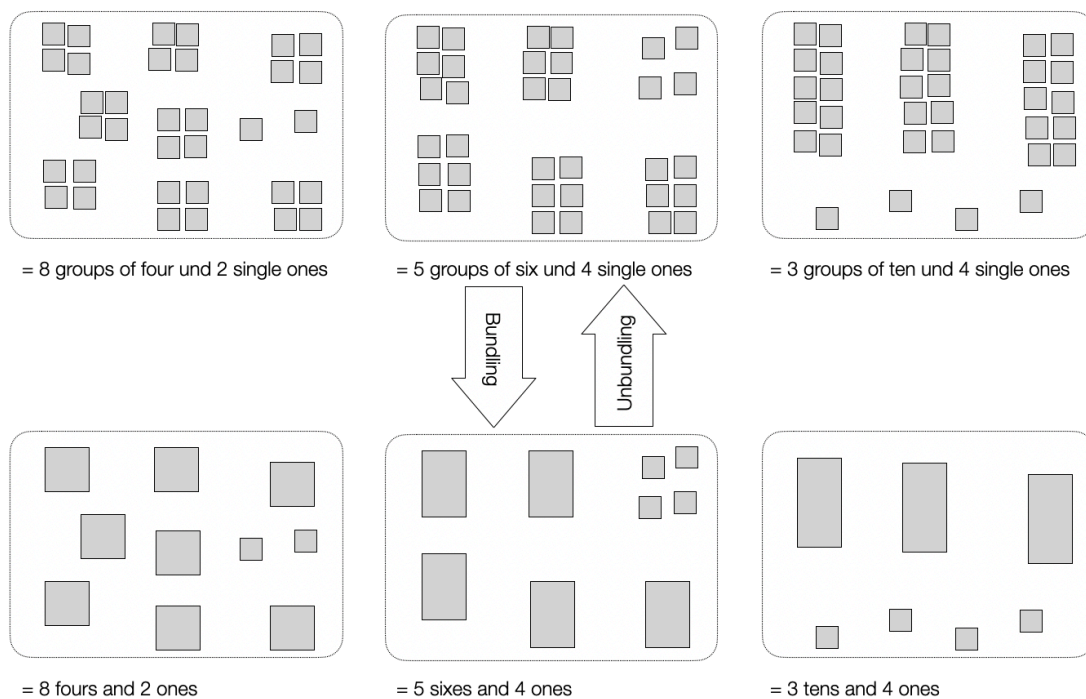 = 8 groups of four und 2 single ones
= 5 groups of six und 4 single ones
= 3 groups of ten und 4 single ones
Bundling
Unbundling
= 8 fours and 2 ones
= 5 sixes and 4 ones
= 3 tens and 4 ones